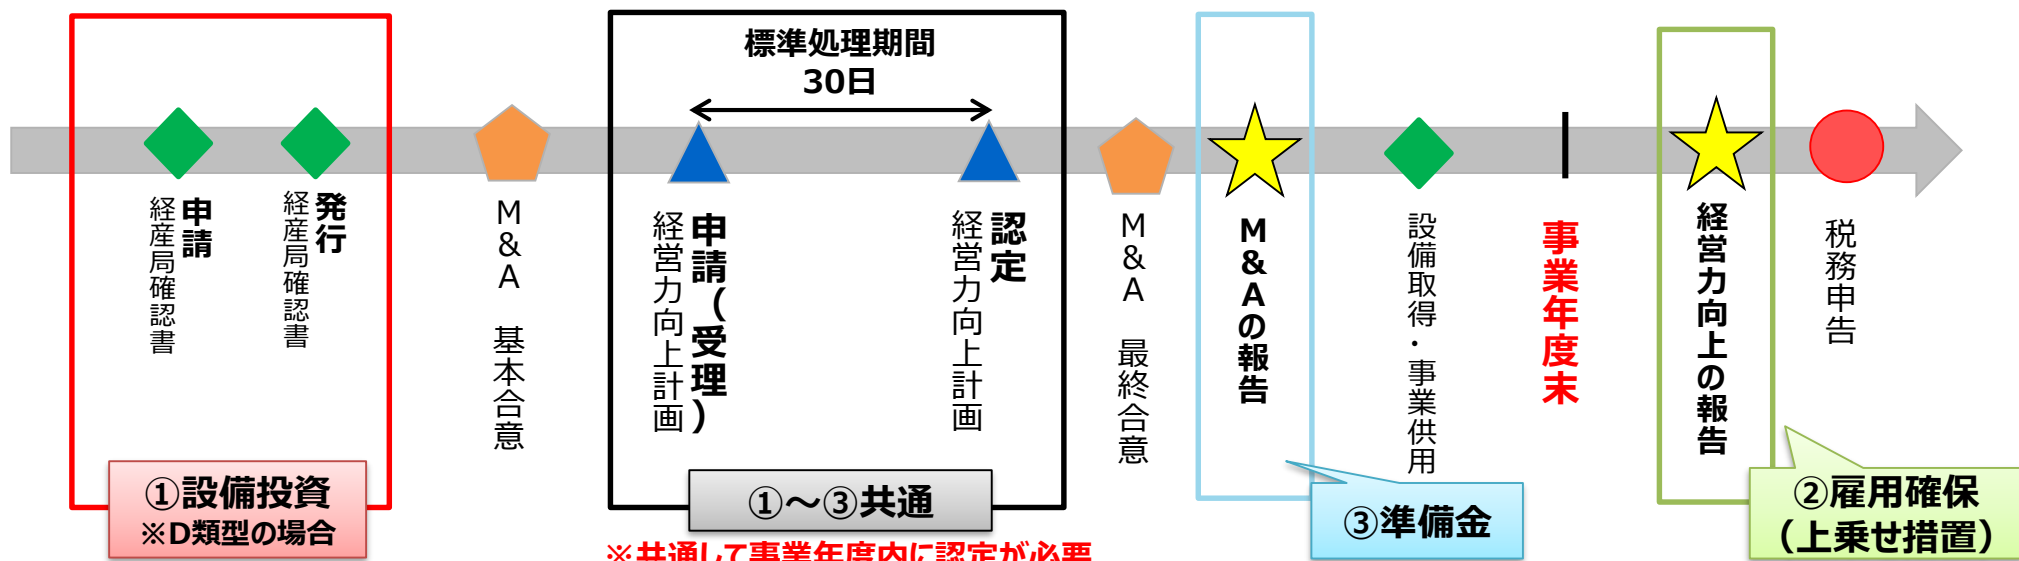 標準処理期間
30日
申請
経産局確認書
発行
経産局確認書
M&A 基本合意
申請（受理）
経営力向上計画
認定
経営力向上計画
M&A 最終合意
M&Aの報告
設備取得・事業供用
事業年度末
経営力向上の報告
税務申告
①設備投資
※D類型の場合
①～③共通
※共通して事業年度内に認定が必要
③準備金
②雇用確保
（上乗せ措置）